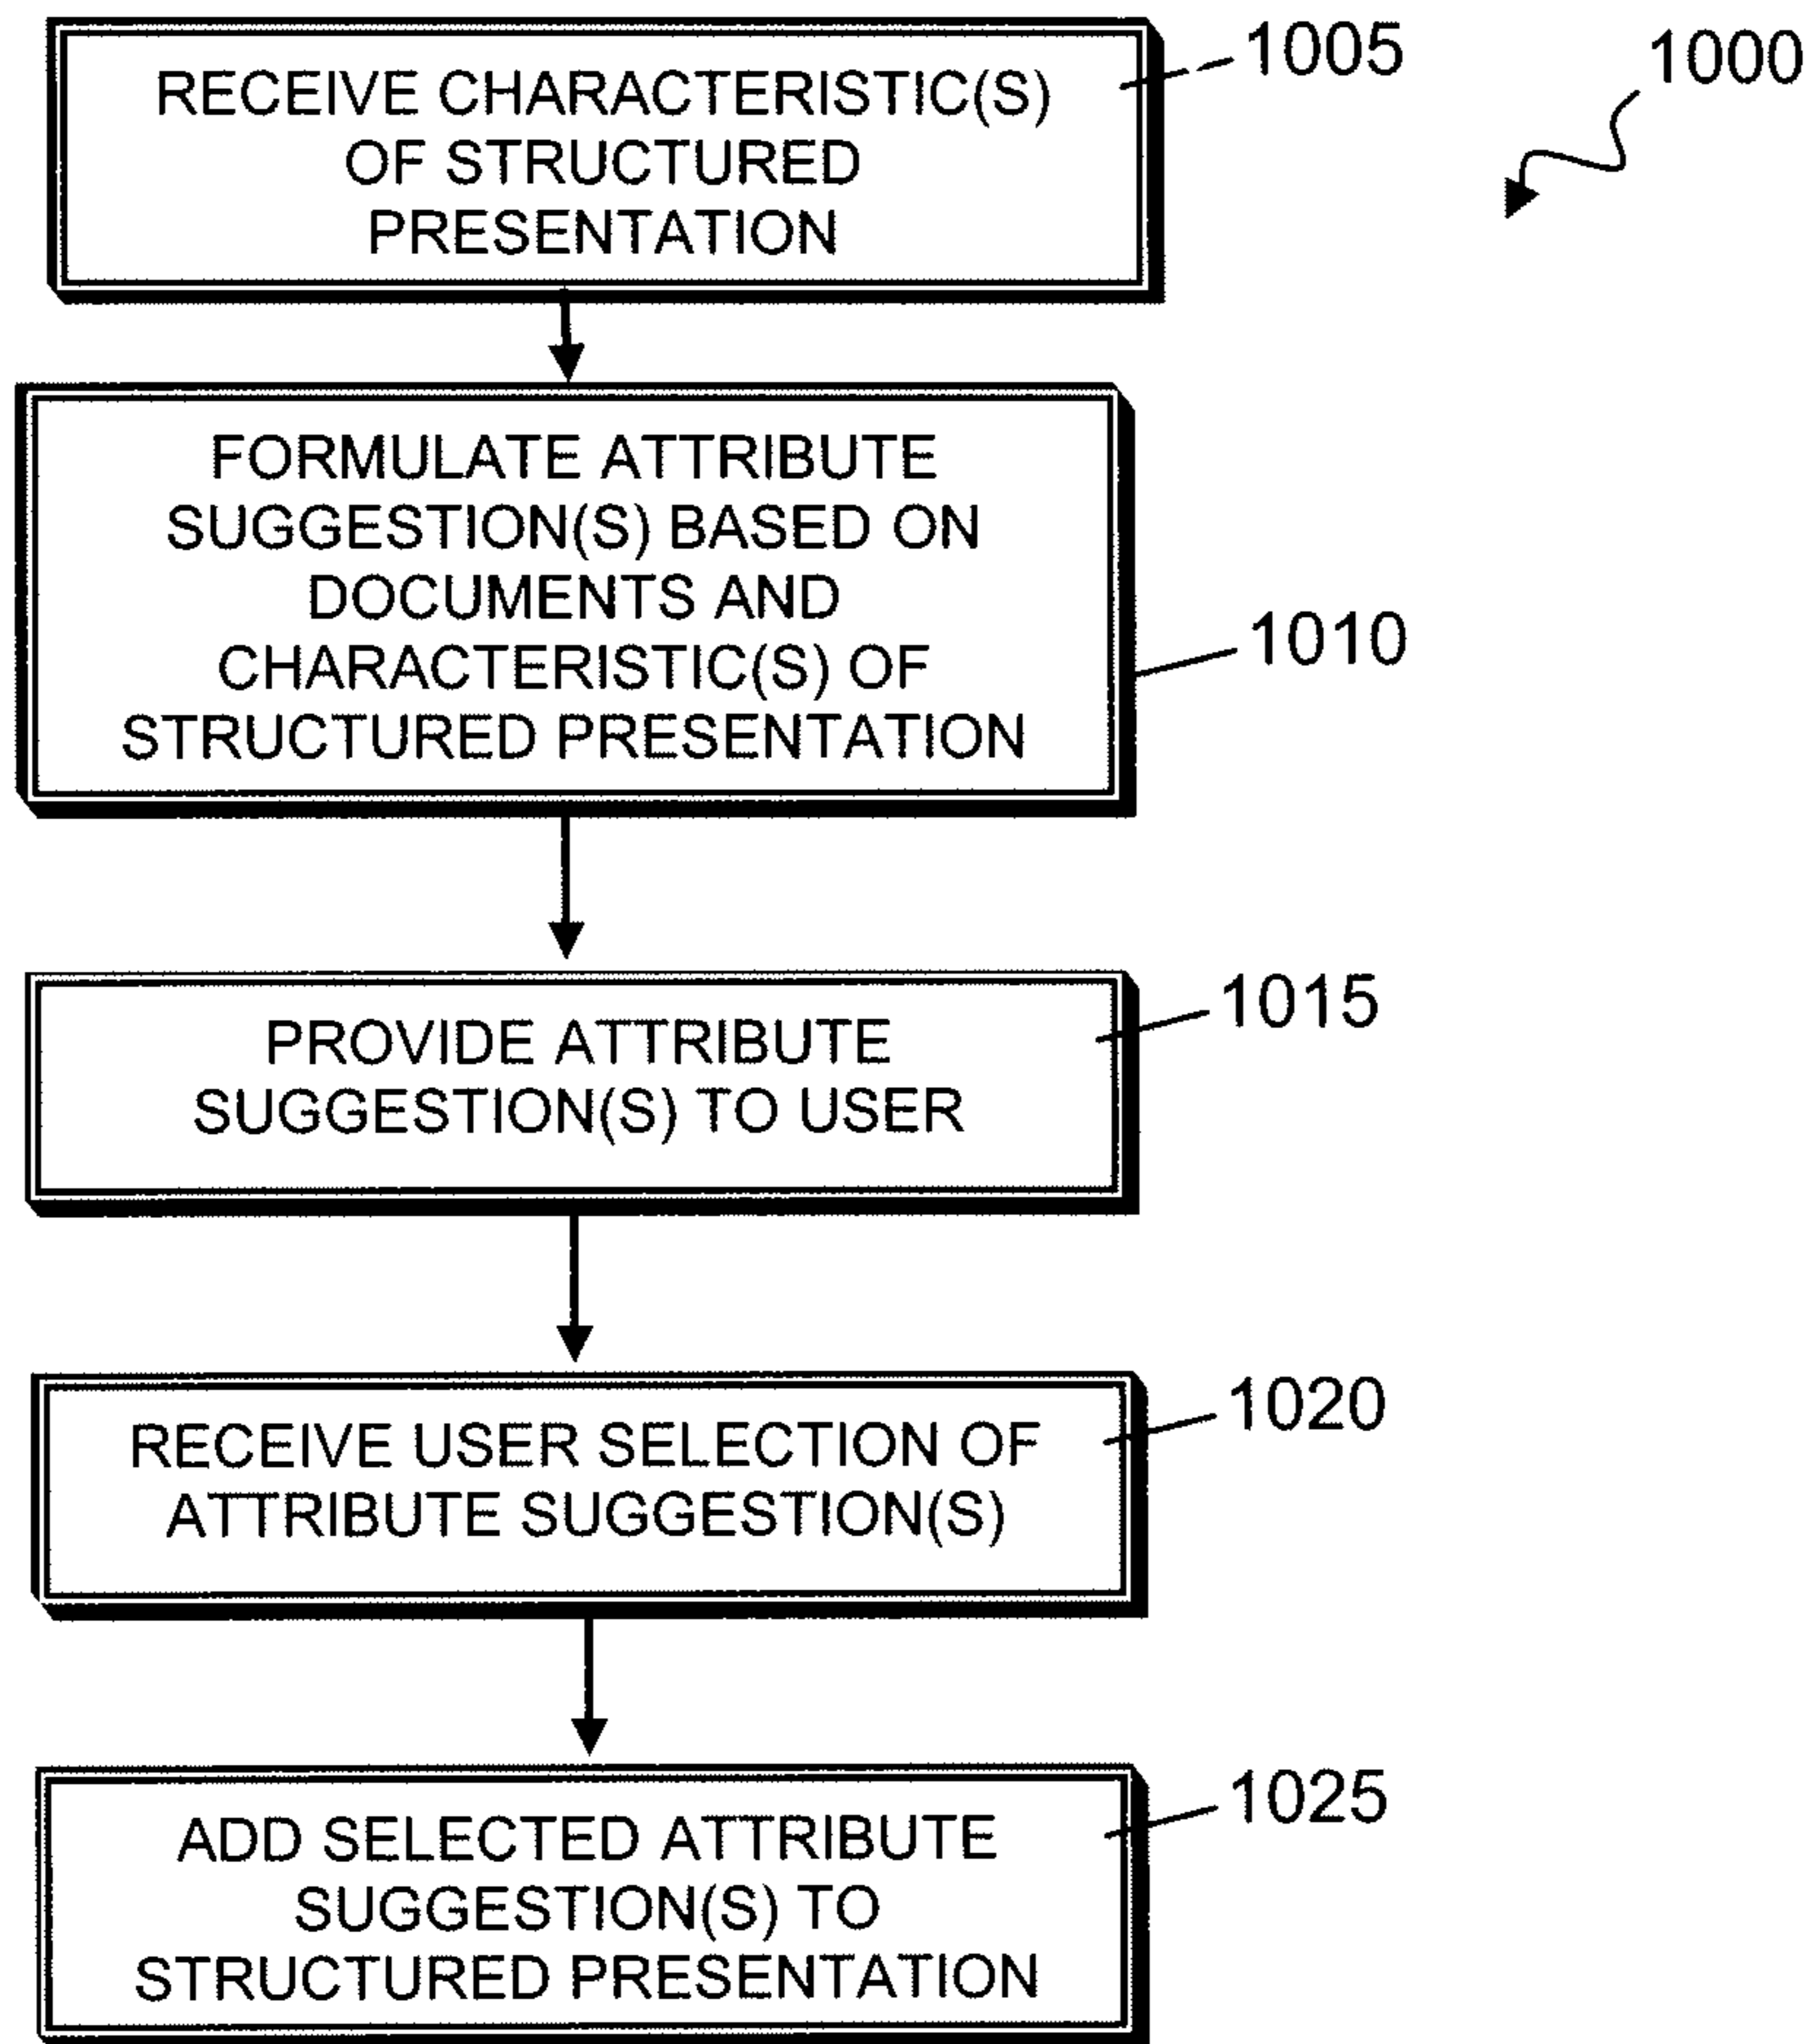 RECEIVE CHARACTERISTIC(S)
OF STRUCTURED
PRESENTATION
1005
1000
FORMULATE ATTRIBUTE
SUGGESTION(S) BASED ON
DOCUMENTS AND
CHARACTERISTIC(S) OF
STRUCTURED PRESENTATION
1010
PROVIDE ATTRIBUTE
SUGGESTION(S) TO USER
1015
RECEIVE USER SELECTION OF
ATTRIBUTE SUGGESTION(S)
1020
ADD SELECTED ATTRIBUTE
SUGGESTION(S) TO
STRUCTURED PRESENTATION
1025